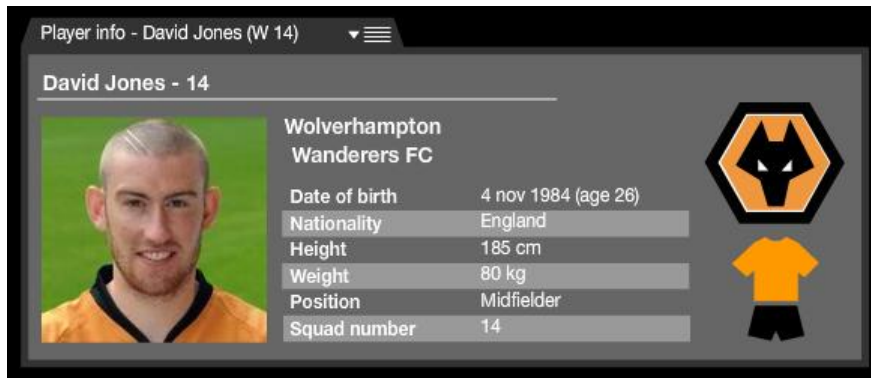 Player info - David Jones (W 14)
David Jones - 14
Wolverhampton
Wanderers FC
Date of birth 4 nov 1984 (age 26)
Nationality England
Height 185 cm
Weight 80 kg
Position Midfielder
Squad number 14